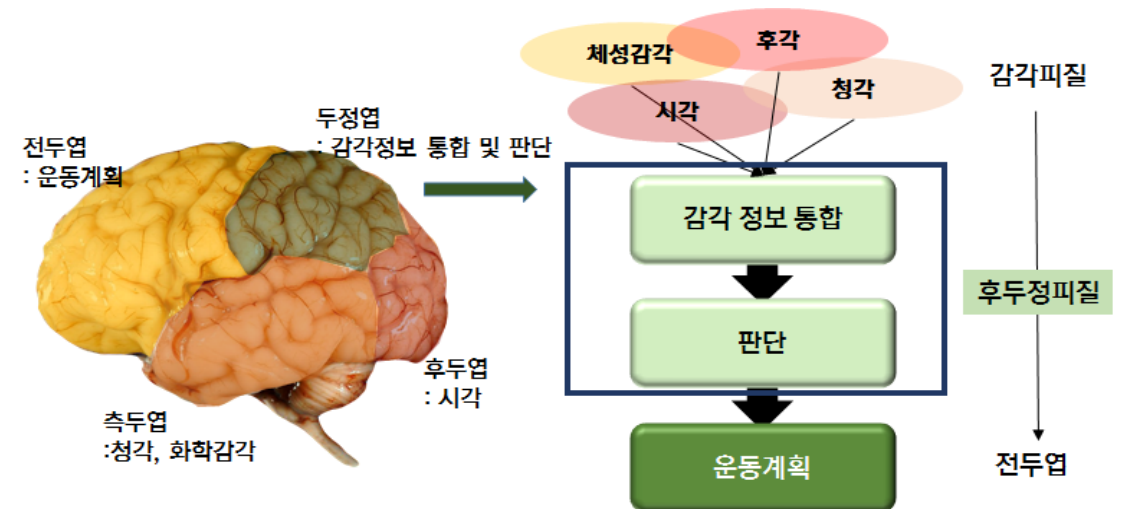 체성감각
후각
시각
청각
감각피질
두정엽
: 감각정보 통합 및 판단
전두엽
: 운동계획
감각 정보 통합
후두정피질
판단
후두엽
: 시각
측두엽
:청각, 화학감각
운동계획
전두엽